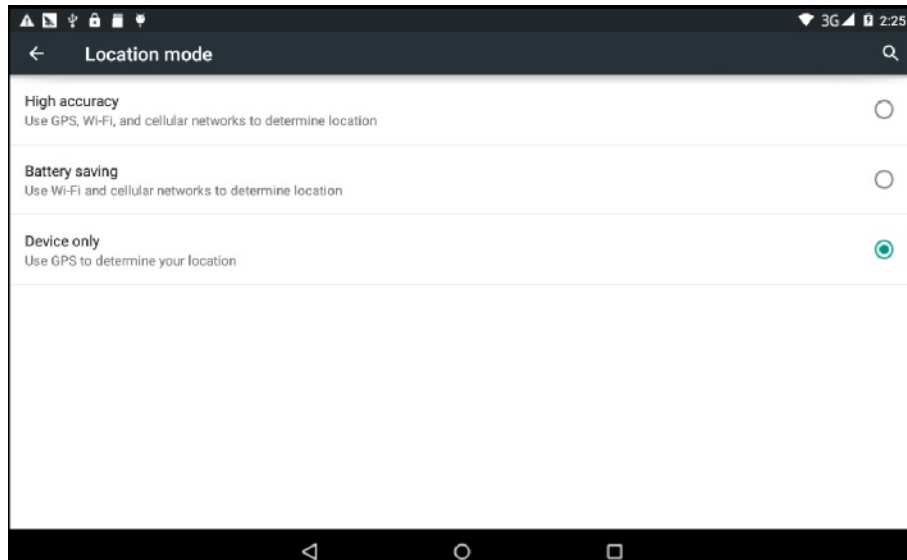 3G 2:25
Location mode
High accuracy
Use GPS, Wi-Fi, and cellular networks to determine location
Battery saving
Use Wi-Fi and cellular networks to determine location
Device only
Use GPS to determine your location